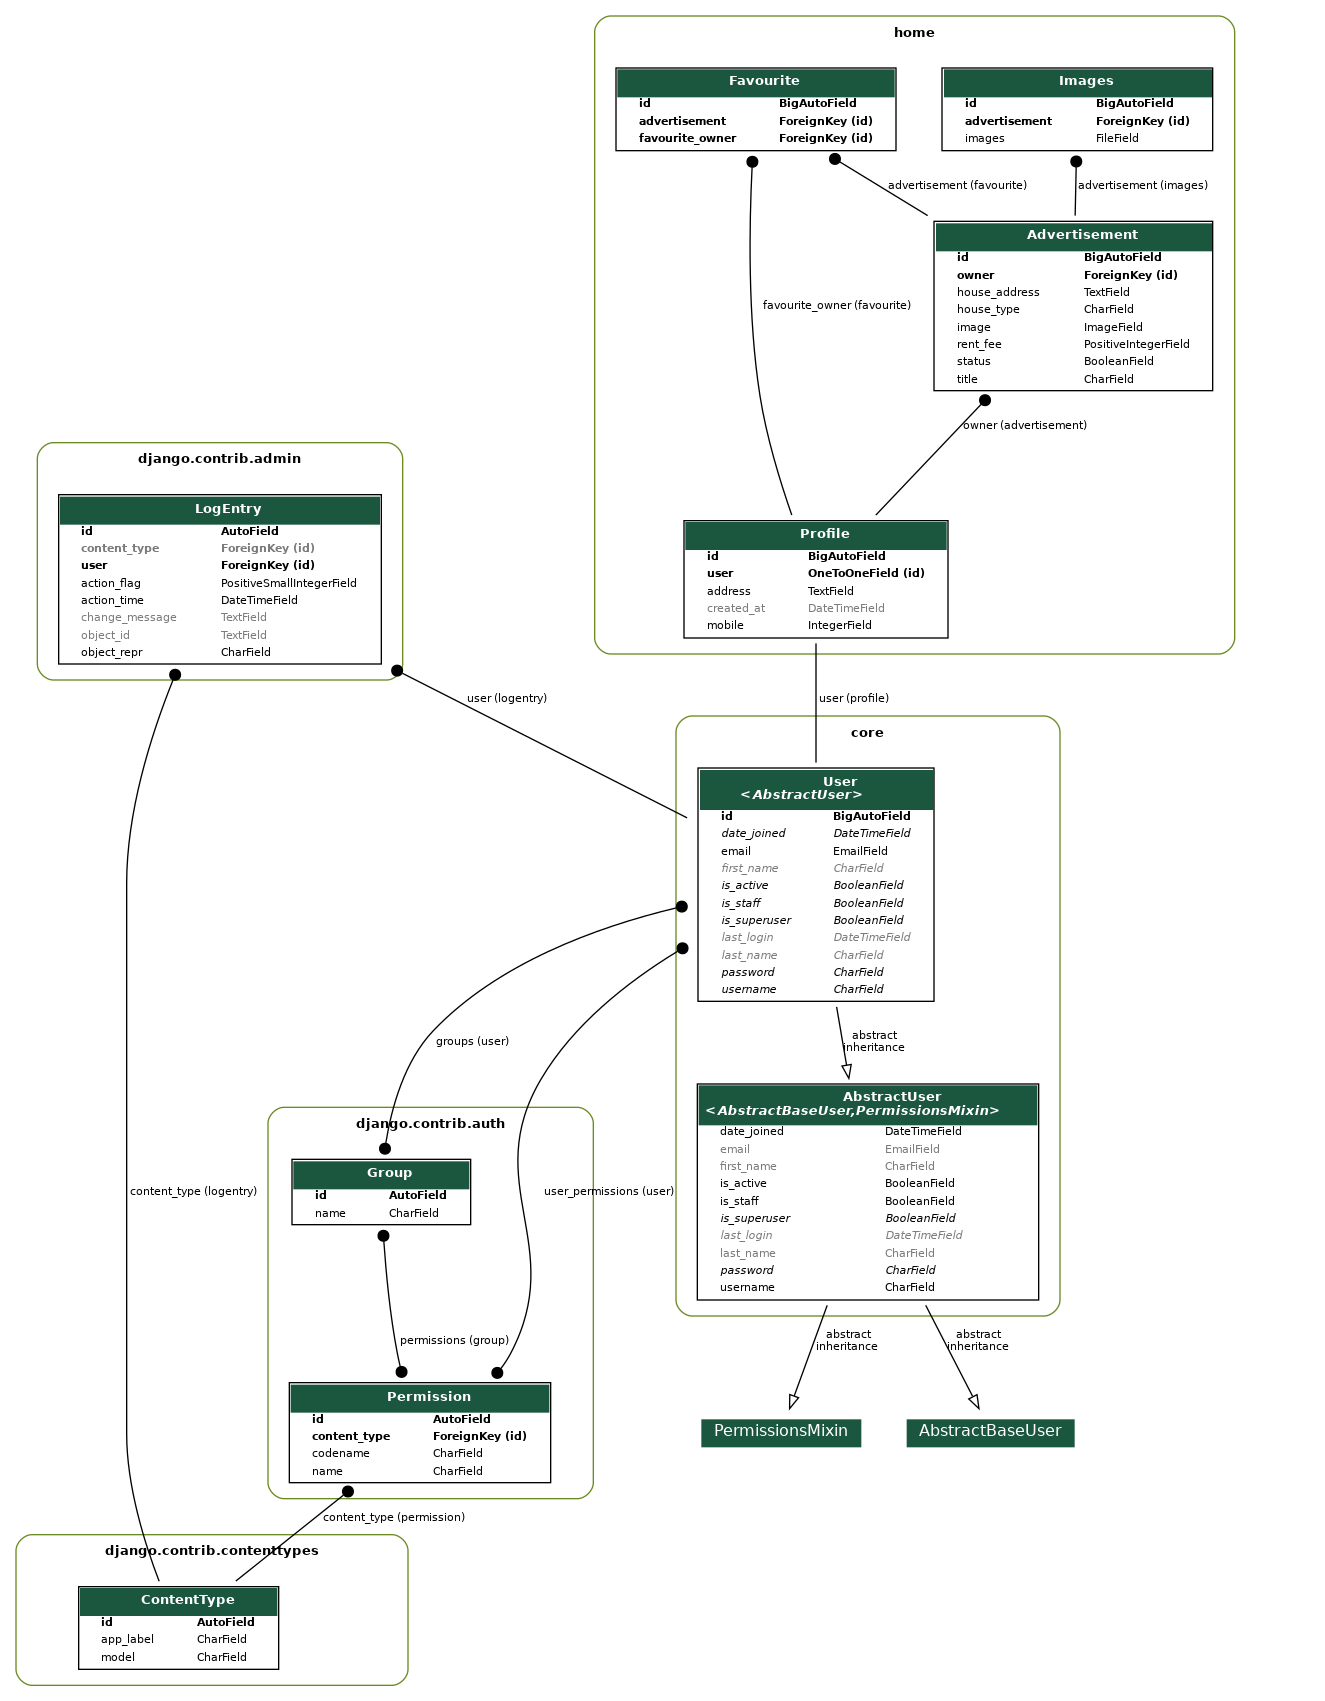 home
Favourite
id BigAutoField
advertisement ForeignKey (id)
favourite_owner ForeignKey (id)
Images
id BigAutoField
advertisement ForeignKey (id)
images FileField
advertisement (favourite)
advertisement (images)
Advertisement
id BigAutoField
owner ForeignKey (id)
house_address TextField
house_type CharField
image ImageField
rent_fee PositiveIntegerField
status BooleanField
title CharField
favourite_owner (favourite)
owner (advertisement)
Profile
id BigAutoField
user OneToOneField (id)
address TextField
created_at DateTimeField
mobile IntegerField
django.contrib.admin
LogEntry
id AutoField
content_type ForeignKey (id)
user ForeignKey (id)
action_flag PositiveSmallIntegerField
action_time DateTimeField
change_message TextField
object_id TextField
object_repr CharField
user (logentry)
user (profile)
core
User
<AbstractUser>
id BigAutoField
date_joined DateTimeField
email EmailField
first_name CharField
is_active BooleanField
is_staff BooleanField
is_superuser BooleanField
last_login DateTimeField
last_name CharField
password CharField
username CharField
groups (user)
abstract
inheritance
AbstractUser
<AbstractBaseUser,PermissionsMixin>
date_joined DateTimeField
email EmailField
first_name CharField
is_active BooleanField
is_staff BooleanField
is_superuser BooleanField
last_login DateTimeField
last_name CharField
password CharField
username CharField
django.contrib.auth
Group
id AutoField
name CharField
content_type (logentry)
user_permissions (user)
permissions (group)
abstract
inheritance
abstract
inheritance
Permission
id AutoField
content_type ForeignKey (id)
codename CharField
name CharField
PermissionsMixin
AbstractBaseUser
content_type (permission)
django.contrib.contenttypes
ContentType
id AutoField
app_label CharField
model CharField